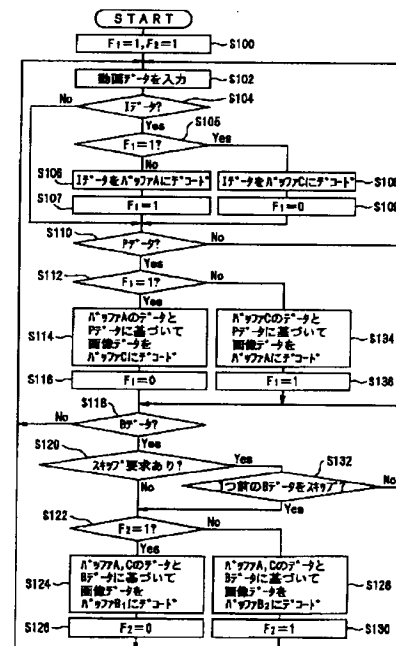 START
F1=1,F2=1
S100
動画データを入力
S102
S104
No
Iデータ?
Yes
S105
F1=1?
Yes
No
S106
IデータをバッファAにデコード
IデータをバッファCにデコード
S107
F1=1
F1=0
S110
Pデータ?
No
Yes
S112
F1=1?
No
Yes
S114
バッファAのデータと
Pデータに基づいて
画像データを
バッファCにデコード
バッファCのデータと
Pデータに基づいて
画像データを
バッファAにデコード
S134
S116
F1=0
F1=1
S136
S118
No
Bデータ?
Yes
S120
スキップ要求あり?
Yes
S132
No
つ前のBデータをスキップ?
No
Yes
S122
F2=1?
No
Yes
S124
バッファA,Cのデータと
Bデータに基づいて
画像データを
バッファB1にデコード
バッファA,Cのデータと
Bデータに基づいて
画像データを
バッファB2にデコード
F2=0
F2=1
S130